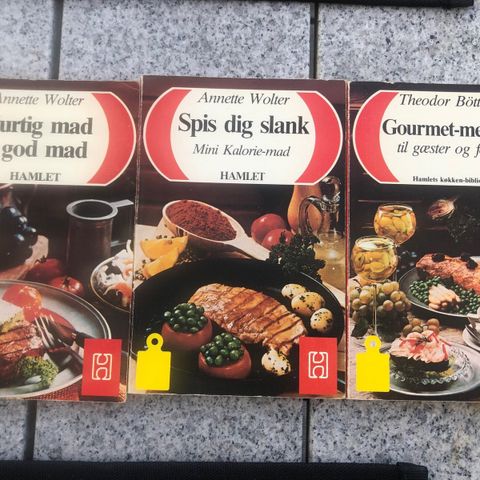 Annette Wolter
urtig mad
god mad
HAMLET
Annette Wolter
Spis dig slank
Mini Kalorie-mad
HAMLET
Theodor Bött
Gourmet-me
til gæster og f
Hamlets køkken-biblio